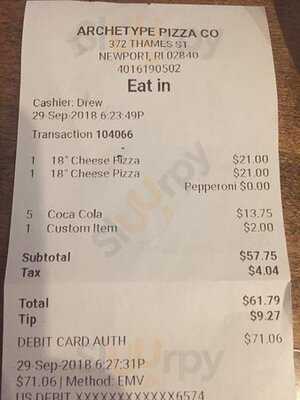 ARCHETYPE PIZZA CO
372 THAMES ST
NEWPORT, RI 02840
4016190502
Eat in
Cashier: Drew
29-Sep-2018 6:23:49P
Transaction 104066
1 18" Cheese Pizza $21.00
1 18" Cheese Pizza $21.00
Pepperoni $0.00
5 Coca Cola $13.75
1 Custom Item $2.00
Subtotal $57.75
Tax $4.04
Total $61.79
Tip $9.27
DEBIT CARD AUTH $71.06
29-Sep-2018 6:27:31P
$71.06 | Method: EMV
US DEBIT XXXXXXXXXXXX6574